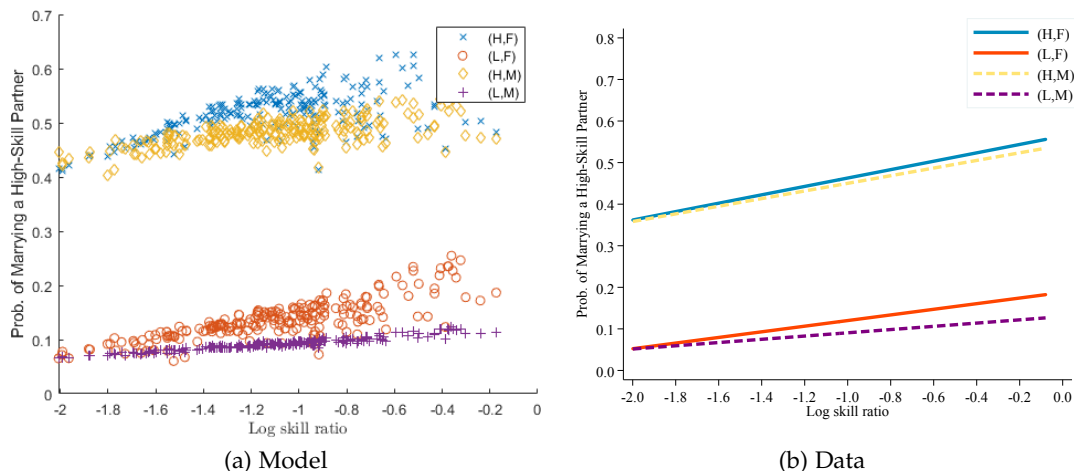 Prob. of Marrying a High-Skill Partner
0.7
0.6
0.5
0.4
0.3
0.2
0.1
0
-2 -1.8 -1.6 -1.4 -1.2 -1 -0.8 -0.6 -0.4 -0.2 0
Log skill ratio
(H,F)
(L,F)
(H,M)
(L,M)
(a) Model
Prob. of Marrying a High-Skill Partner
0.8
0.7
0.6
0.5
0.4
0.3
0.2
0.1
0.0
-2.0 -1.8 -1.6 -1.4 -1.2 -1.0 -0.8 -0.6 -0.4 -0.2 0.0
Log skill ratio
(H,F)
(L,F)
(H,M)
(L,M)
(b) Data